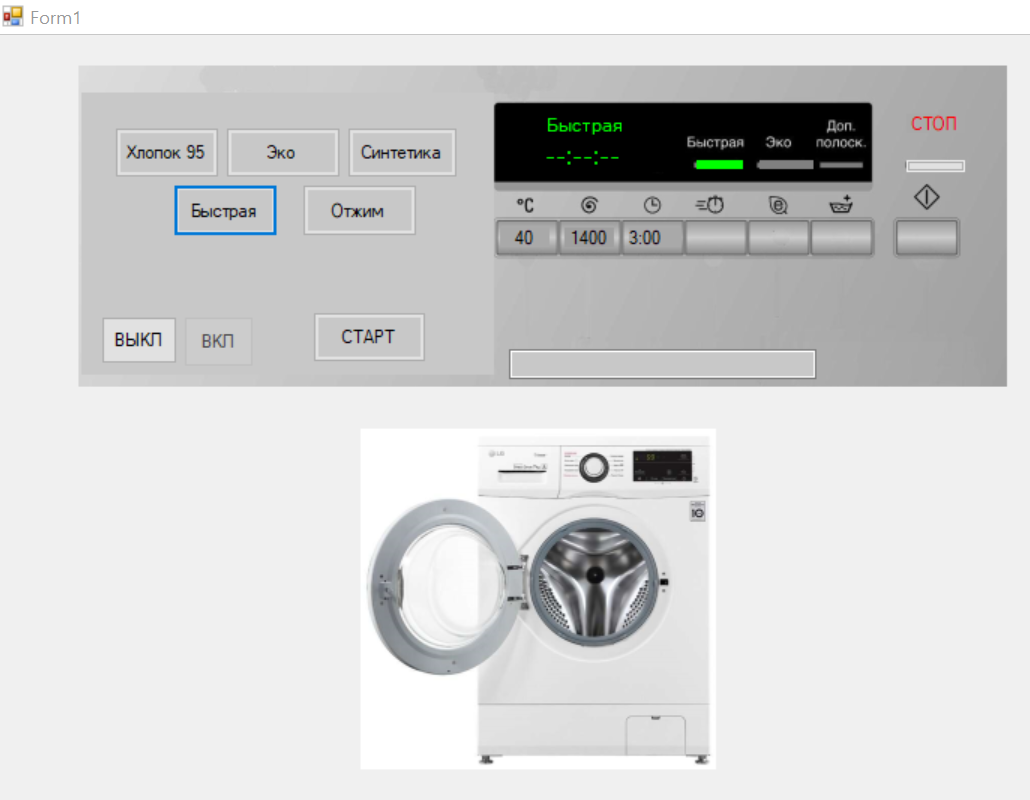 Form1
Хлопок 95
Эко
Синтетика
Быстрая
Отжим
ВЫКЛ
ВКЛ
СТАРТ
Быстрая
--:--:--
Быстрая
Эко
Доп.
полоск.
СТОП
°C
40
1400
3:00
LG